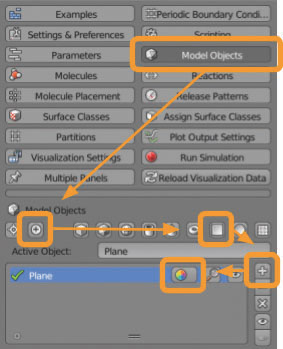 Examples
Periodic Boundary Condi...
Settings & Preferences
Scripting
Parameters
Model Objects
Molecules
Reactions
Molecule Placement
Release Patterns
Surface Classes
Assign Surface Classes
Partitions
Plot Output Settings
Visualization Settings
Run Simulation
Multiple Panels
Reload Visualization Data
Model Objects
Active Object:
Plane
Plane